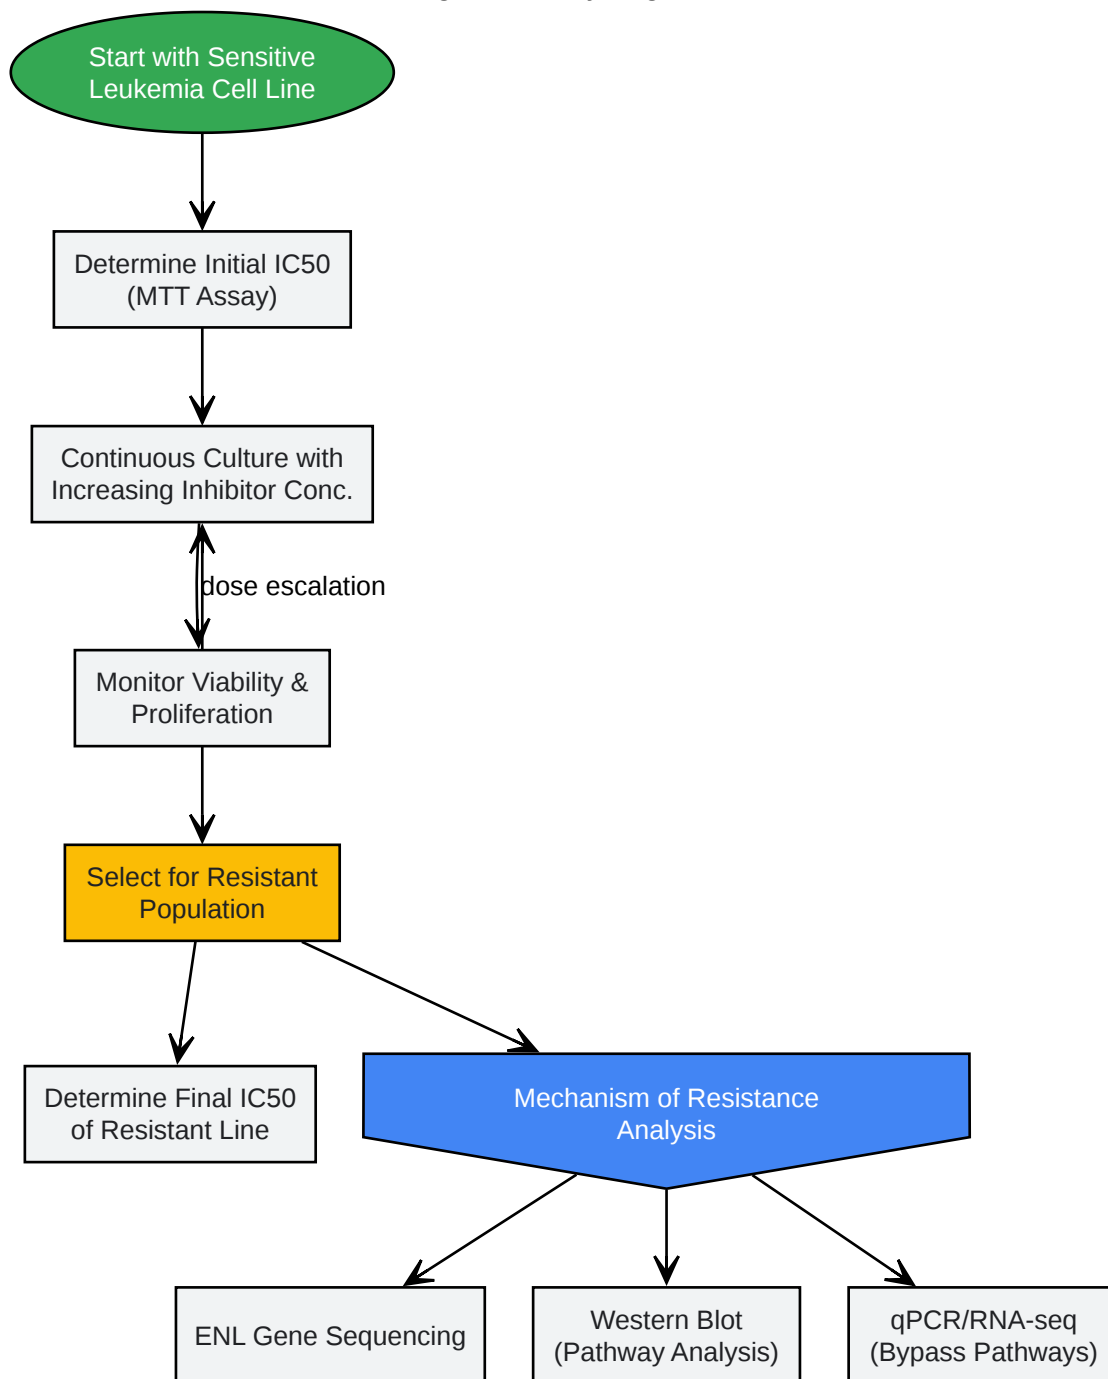 Start with Sensitive
Leukemia Cell Line
Determine Initial IC50
(MTT Assay)
Continuous Culture with
Increasing Inhibitor Conc.
dose escalation
Monitor Viability &
Proliferation
Select for Resistant
Population
Determine Final IC50
of Resistant Line
Mechanism of Resistance
Analysis
ENL Gene Sequencing
Western Blot
(Pathway Analysis)
qPCR/RNA-seq
(Bypass Pathways)